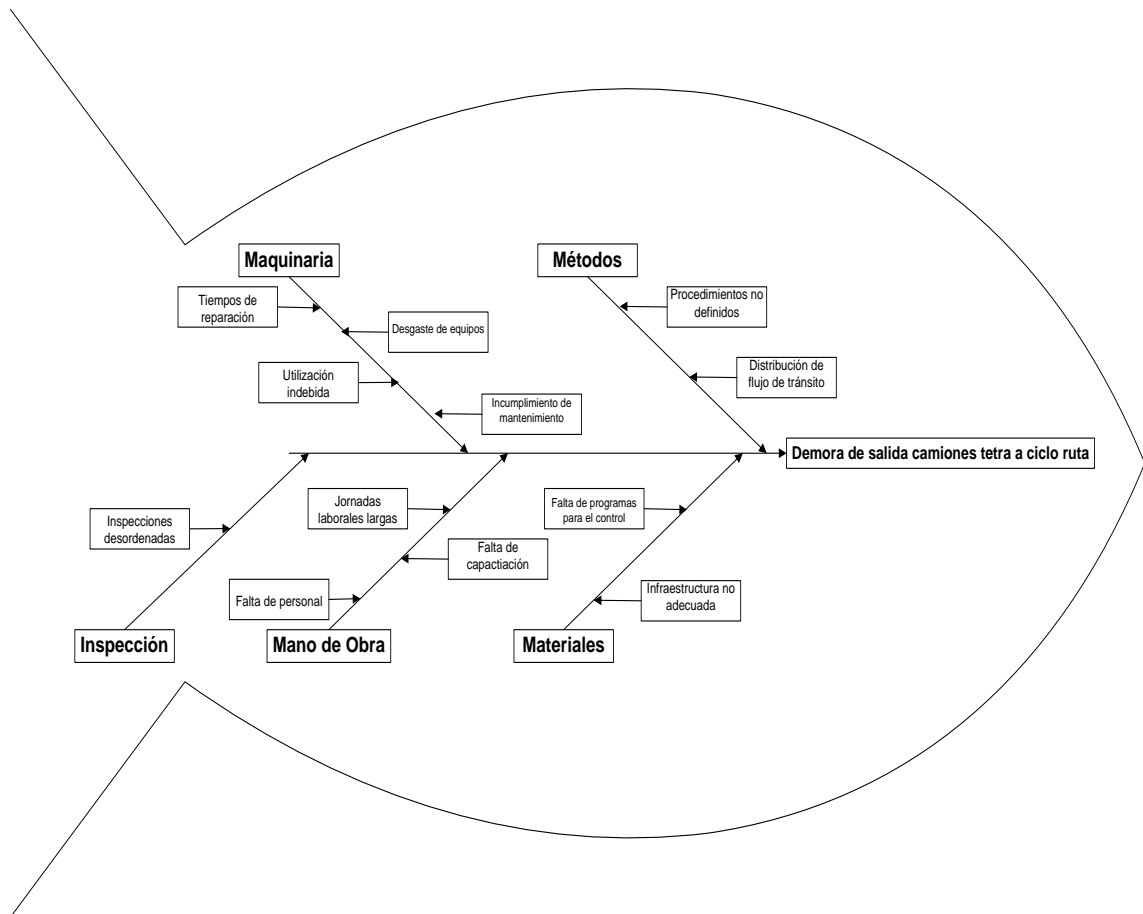 Maquinaria
Métodos
Tiempos de
reparación
Procedimientos no
definidos
Desgaste de equipos
Utilización
indebida
Distribución de
flujo de tránsito
Incumplimiento de
mantenimiento
Demora de salida camiones tetra a ciclo ruta
Jornadas
laborales largas
Falta de programas
para el control
Inspecciones
desordenadas
Falta de
capactiación
Falta de personal
Infraestructura no
adecuada
Inspección
Mano de Obra
Materiales